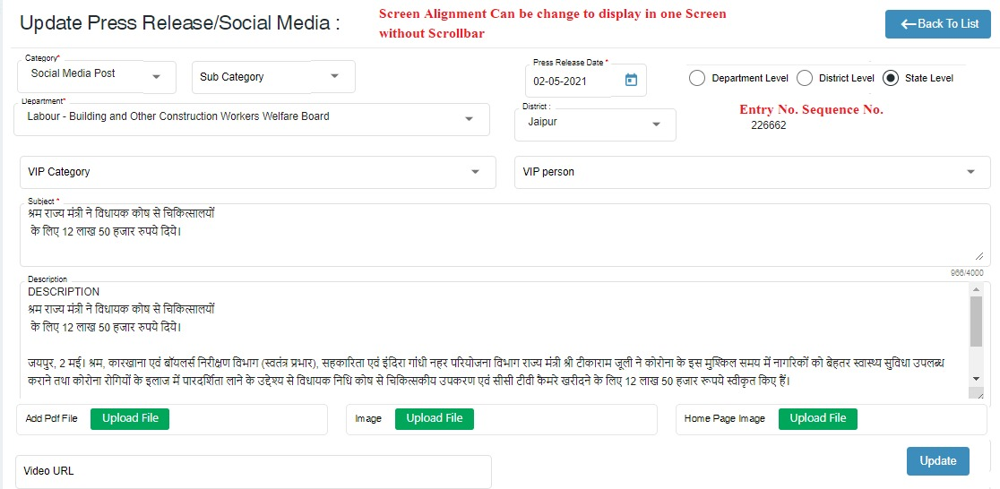 Update Press Release/Social Media :
Screen Alignment Can be change to display in one Screen
without Scrollbar
Back To List
Category*
Social Media Post
Sub Category
Press Release Date *
02-05-2021
Department Level
District Level
State Level
Department*
Labour - Building and Other Construction Workers Welfare Board
District :
Jaipur
Entry No. Sequence No.
226662
VIP Category
VIP person
Subject *
श्रम राज्य मंत्री ने विधायक कोष से चिकित्सालयों
के लिए 12 लाख 50 हजार रुपये दिये।
966/4000
Description
DESCRIPTION
श्रम राज्य मंत्री ने विधायक कोष से चिकित्सालयों
के लिए 12 लाख 50 हजार रुपये दिये।
जयपुर, 2 मई। श्रम, कारखाना एवं बॉयलर्स निरीक्षण विभाग (स्वतंत्र प्रभार), सहकारिता एवं इंदिरा गांधी नहर परियोजना विभाग राज्य मंत्री श्री टीकाराम जूली ने कोरोना के इस मुश्किल समय में नागरिकों को बेहतर स्वास्थ्य सुविधा उपलब्ध
कराने तथा कोरोना रोगियों के इलाज में पारदर्शिता लाने के उद्देश्य से विधायक निधि कोष से चिकित्सकीय उपकरण एवं सीसी टीवी कैमरे खरीदने के लिए 12 लाख 50 हजार रूपये स्वीकृत किए हैं।
Add Pdf File
Upload File
Image
Upload File
Home Page Image
Upload File
Video URL
Update